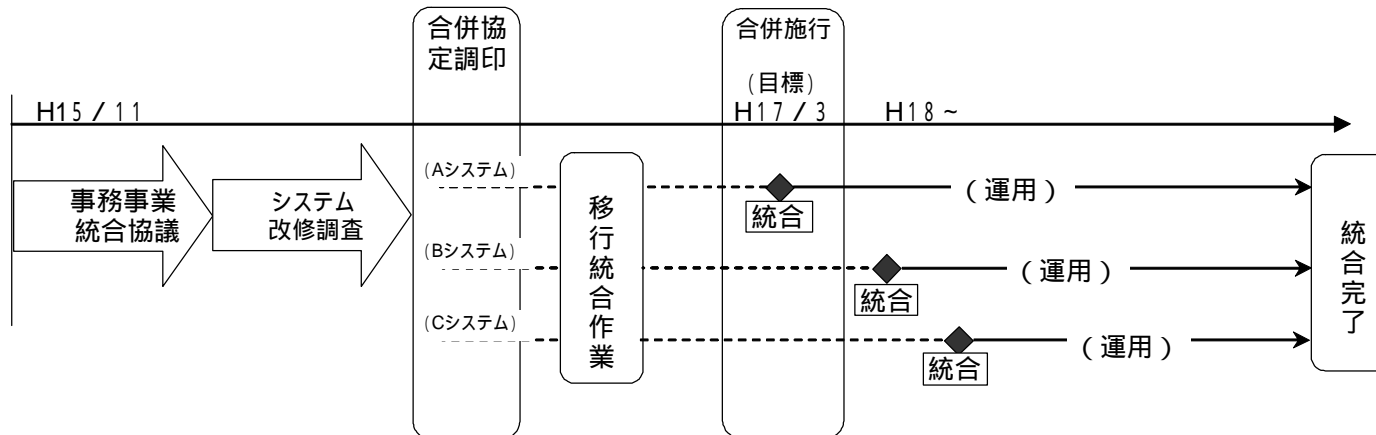 合併協
定調印
合併施行
(目標)
H15/11
H17/3
H18~
事務事業
統合協議
システム
改修調査
(Aシステム)
(Bシステム)
(Cシステム)
移行統合作業
統合
(運用)
統合
(運用)
統合
(運用)
統合完了